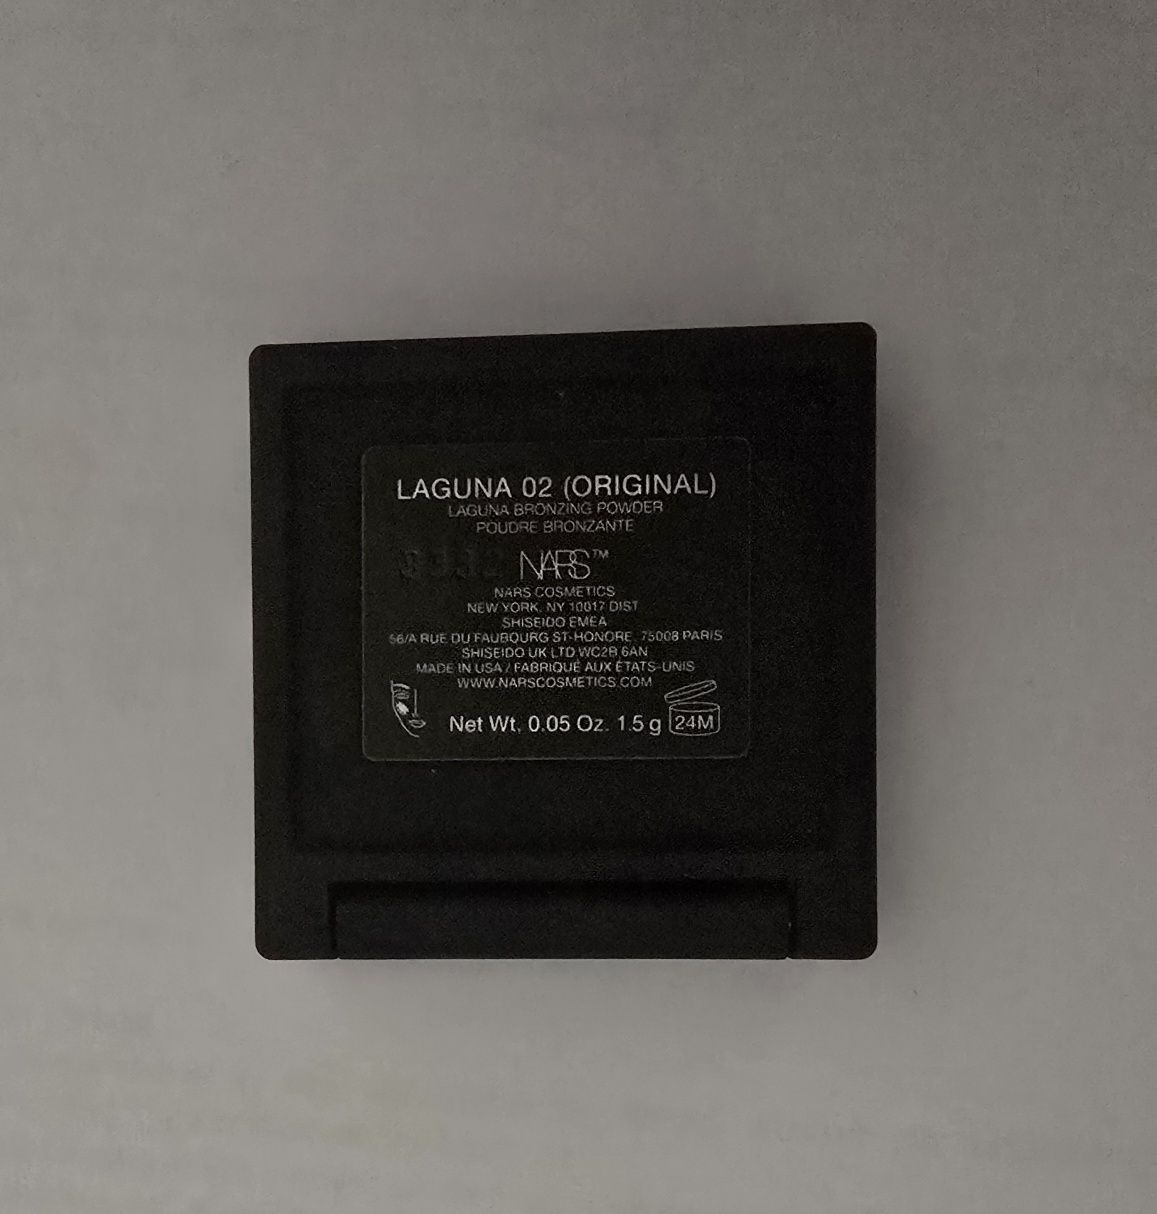 LAGUNA 02 (ORIGINAL)
LAGUNA BRONZING POWDER
POUDRE BRONZANTE
NARS™
NARS COSMETICS
NEW YORK, NY 10017 DIST
SHISEIDO EMEA
56/A RUE DU FAUBOURG ST-HONORE, 75008 PARIS
SHISEIDO UK LTD WC2B 6AN
MADE IN USA / FABRIQUÉ AUX ÉTATS-UNIS
WWW.NARSCOSMETICS.COM
Net Wt. 0.05 Oz. 1.5 g 24M